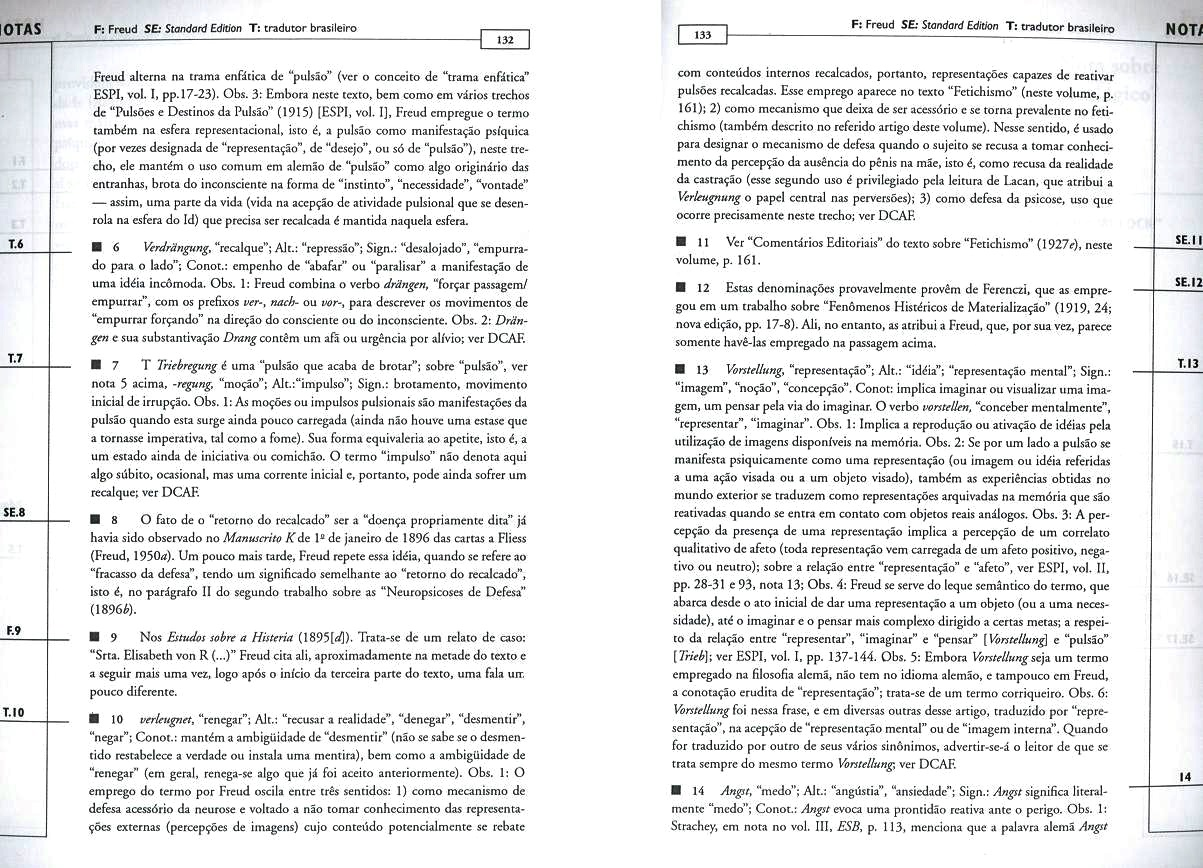 NOTAS
F: Freud SE: Standard Edition T: tradutor brasileiro
132
Freud alterna na trama enfática de “pulsão” (ver o conceito de “trama enfática”
ESPI, vol. I, pp.17-23). Obs. 3: Embora neste texto, bem como em vários trechos
de “Pulsões e Destinos da Pulsão” (1915) [ESPI, vol. I], Freud empregue o termo
também na esfera representacional, isto é, a pulsão como manifestação psíquica
(por vezes designada de “representação”, de “desejo”, ou só de “pulsão”), neste tre-
cho, ele mantém o uso comum em alemão de “pulsão” como algo originário das
entranhas, brota do inconsciente na forma de “instinto”, “necessidade”, “vontade”
— assim, uma parte da vida (vida na acepção de atividade pulsional que se desen-
rola na esfera do Id) que precisa ser recalcada é mantida naquela esfera.
T.6
■ 6 Verdrängung, “recalque”; Alt.: “repressão”; Sign.: “desalojado”, “empurra-
do para o lado”; Conot.: empenho de “abafar” ou “paralisar” a manifestação de
uma idéia incômoda. Obs. 1: Freud combina o verbo drängen, “forçar passagem/
empurrar”, com os prefixos ver-, nach- ou vor-, para descrever os movimentos de
“empurrar forçando” na direção do consciente ou do inconsciente. Obs. 2: Drän-
gen e sua substantivação Drang contêm um afã ou urgência por alívio; ver DCAF.
T.7
■ 7 T Triebregung é uma “pulsão que acaba de brotar”; sobre “pulsão”, ver
nota 5 acima, -regung, “moção”; Alt.:“impulso”; Sign.: brotamento, movimento
inicial de irrupção. Obs. 1: As moções ou impulsos pulsionais são manifestações da
pulsão quando esta surge ainda pouco carregada (ainda não houve uma estase que
a tornasse imperativa, tal como a fome). Sua forma equivaleria ao apetite, isto é, a
um estado ainda de iniciativa ou comichão. O termo “impulso” não denota aqui
algo súbito, ocasional, mas uma corrente inicial e, portanto, pode ainda sofrer um
recalque; ver DCAF.
SE.8
■ 8 O fato de o “retorno do recalcado” ser a “doença propriamente dita” já
havia sido observado no Manuscrito K de 1º de janeiro de 1896 das cartas a Fliess
(Freud, 1950a). Um pouco mais tarde, Freud repete essa idéia, quando se refere ao
“fracasso da defesa”, tendo um significado semelhante ao “retorno do recalcado”,
isto é, no parágrafo II do segundo trabalho sobre as “Neuropsicoses de Defesa”
(1896b).
F.9
■ 9 Nos Estudos sobre a Histeria (1895[d]). Trata-se de um relato de caso:
“Srta. Elisabeth von R (...)” Freud cita ali, aproximadamente na metade do texto e
a seguir mais uma vez, logo após o início da terceira parte do texto, uma fala um
pouco diferente.
T.10
■ 10 verleugnet, “renegar”; Alt.: “recusar a realidade”, “denegar”, “desmentir”,
“negar”; Conot.: mantém a ambigüidade de “desmentir” (não se sabe se o desmen-
tido restabelece a verdade ou instala uma mentira), bem como a ambigüidade de
“renegar” (em geral, renega-se algo que já foi aceito anteriormente). Obs. 1: O
emprego do termo por Freud oscila entre três sentidos: 1) como mecanismo de
defesa acessório da neurose e voltado a não tomar conhecimento das representa-
ções externas (percepções de imagens) cujo conteúdo potencialmente se rebate
133
F: Freud SE: Standard Edition T: tradutor brasileiro
NOTA
com conteúdos internos recalcados, portanto, representações capazes de reativar
pulsões recalcadas. Esse emprego aparece no texto “Fetichismo” (neste volume, p.
161); 2) como mecanismo que deixa de ser acessório e se torna prevalente no feti-
chismo (também descrito no referido artigo deste volume). Nesse sentido, é usado
para designar o mecanismo de defesa quando o sujeito se recusa a tomar conheci-
mento da percepção da ausência do pênis na mãe, isto é, como recusa da realidade
da castração (esse segundo uso é privilegiado pela leitura de Lacan, que atribui a
Verleugnung o papel central nas perversões); 3) como defesa da psicose, uso que
ocorre precisamente neste trecho; ver DCAF.
SE.11
■ 11 Ver “Comentários Editoriais” do texto sobre “Fetichismo” (1927e), neste
volume, p. 161.
SE.12
■ 12 Estas denominações provavelmente provêm de Ferenczi, que as empre-
gou em um trabalho sobre “Fenômenos Histéricos de Materialização” (1919, 24;
nova edição, pp. 17-8). Ali, no entanto, as atribui a Freud, que, por sua vez, parece
somente havê-las empregado na passagem acima.
T.13
■ 13 Vorstellung, “representação”; Alt.: “idéia”; “representação mental”; Sign.:
“imagem”, “noção”, “concepção”. Conot: implica imaginar ou visualizar uma ima-
gem, um pensar pela via do imaginar. O verbo vorstellen, “conceber mentalmente”,
“representar”, “imaginar”. Obs. 1: Implica a reprodução ou ativação de idéias pela
utilização de imagens disponíveis na memória. Obs. 2: Se por um lado a pulsão se
manifesta psiquicamente como uma representação (ou imagem ou idéia referidas
a uma ação visada ou a um objeto visado), também as experiências obtidas no
mundo exterior se traduzem como representações arquivadas na memória que são
reativadas quando se entra em contato com objetos reais análogos. Obs. 3: A per-
cepção da presença de uma representação implica a percepção de um correlato
qualitativo de afeto (toda representação vem carregada de um afeto positivo, nega-
tivo ou neutro); sobre a relação entre “representação” e “afeto”, ver ESPI, vol. II,
pp. 28-31 e 93, nota 13; Obs. 4: Freud se serve do leque semântico do termo, que
abarca desde o ato inicial de dar uma representação a um objeto (ou a uma neces-
sidade), até o imaginar e o pensar mais complexo dirigido a certas metas; a respei-
to da relação entre “representar”, “imaginar” e “pensar” [Vorstellung] e “pulsão”
[Trieb]; ver ESPI, vol. I, pp. 137-144. Obs. 5: Embora Vorstellung seja um termo
empregado na filosofia alemã, não tem no idioma alemão, e tampouco em Freud,
a conotação erudita de “representação”; trata-se de um termo corriqueiro. Obs. 6:
Vorstellung foi nessa frase, e em diversas outras desse artigo, traduzido por “repre-
sentação”, na acepção de “representação mental” ou de “imagem interna”. Quando
for traduzido por outro de seus vários sinônimos, advertir-se-á o leitor de que se
trata sempre do mesmo termo Vorstellung; ver DCAF.
14
■ 14 Angst, “medo”; Alt.: “angústia”, “ansiedade”; Sign.: Angst significa literal-
mente “medo”; Conot.: Angst evoca uma prontidão reativa ante o perigo. Obs. 1:
Strachey, em nota no vol. III, ESB, p. 113, menciona que a palavra alemã Angst